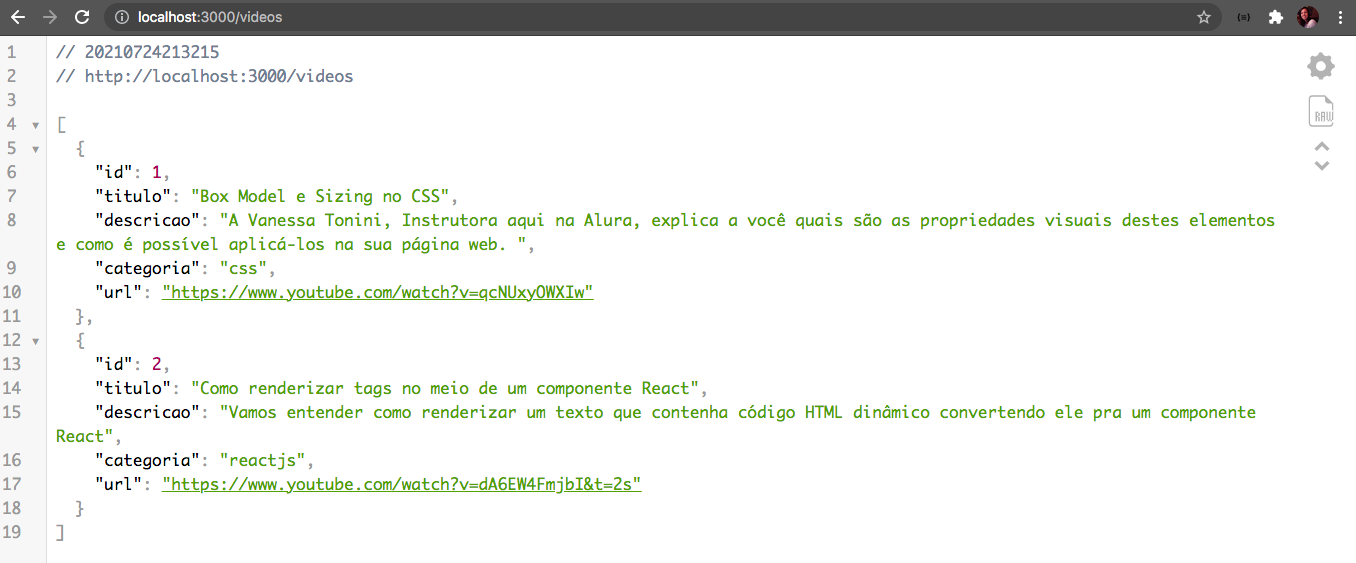 localhost:3000/videos
1 // 20210724213215
2 // http://localhost:3000/videos
3
4 [
5 {
6 "id": 1,
7 "titulo": "Box Model e Sizing no CSS",
8 "descricao": "A Vanessa Tonini, Instrutora aqui na Alura, explica a você quais são as propriedades visuais destes elementos
e como é possível aplicá-los na sua página web. ",
9 "categoria": "css",
10 "url": "https://www.youtube.com/watch?v=qcNUxyOWXIw"
11 },
12 {
13 "id": 2,
14 "titulo": "Como renderizar tags no meio de um componente React",
15 "descricao": "Vamos entender como renderizar um texto que contenha código HTML dinâmico convertendo ele pra um componente
React",
16 "categoria": "reactjs",
17 "url": "https://www.youtube.com/watch?v=dA6EW4FmjbI&t=2s"
18 }
19 ]
RAW